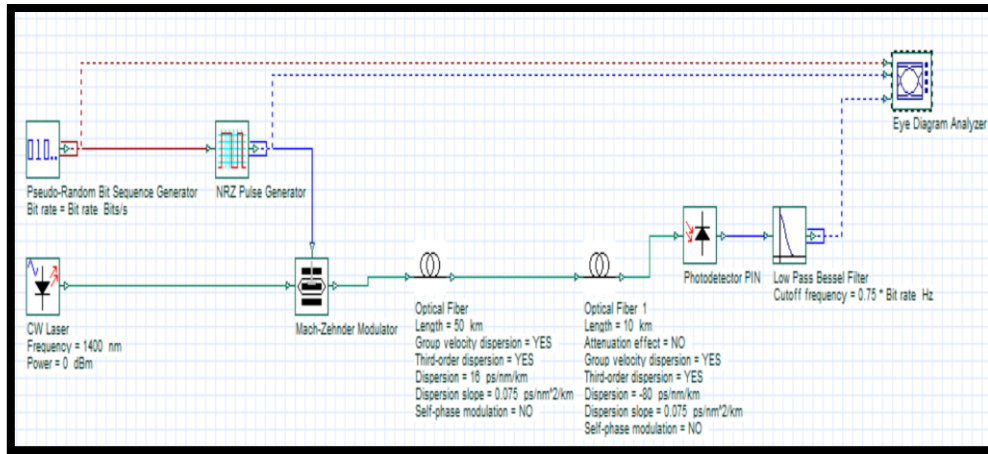 Eye Diagram Analyzer
010..
Pseudo-Random Bit Sequence Generator
Bit rate = Bit rate Bits/s
NRZ Pulse Generator
CW Laser
Frequency = 1400 nm
Power = 0 dBm
Mach-Zehnder Modulator
Optical Fiber
Length = 50 km
Group velocity dispersion = YES
Third-order dispersion = YES
Dispersion = 16 ps/nm/km
Dispersion slope = 0.075 ps/nm^2/km
Self-phase modulation = NO
Optical Fiber 1
Length = 10 km
Attenuation effect = NO
Group velocity dispersion = YES
Third-order dispersion = YES
Dispersion = -80 ps/nm/km
Dispersion slope = 0.075 ps/nm^2/km
Self-phase modulation = NO
Photodetector PIN
Low Pass Bessel Filter
Cutoff frequency = 0.75 * Bit rate Hz